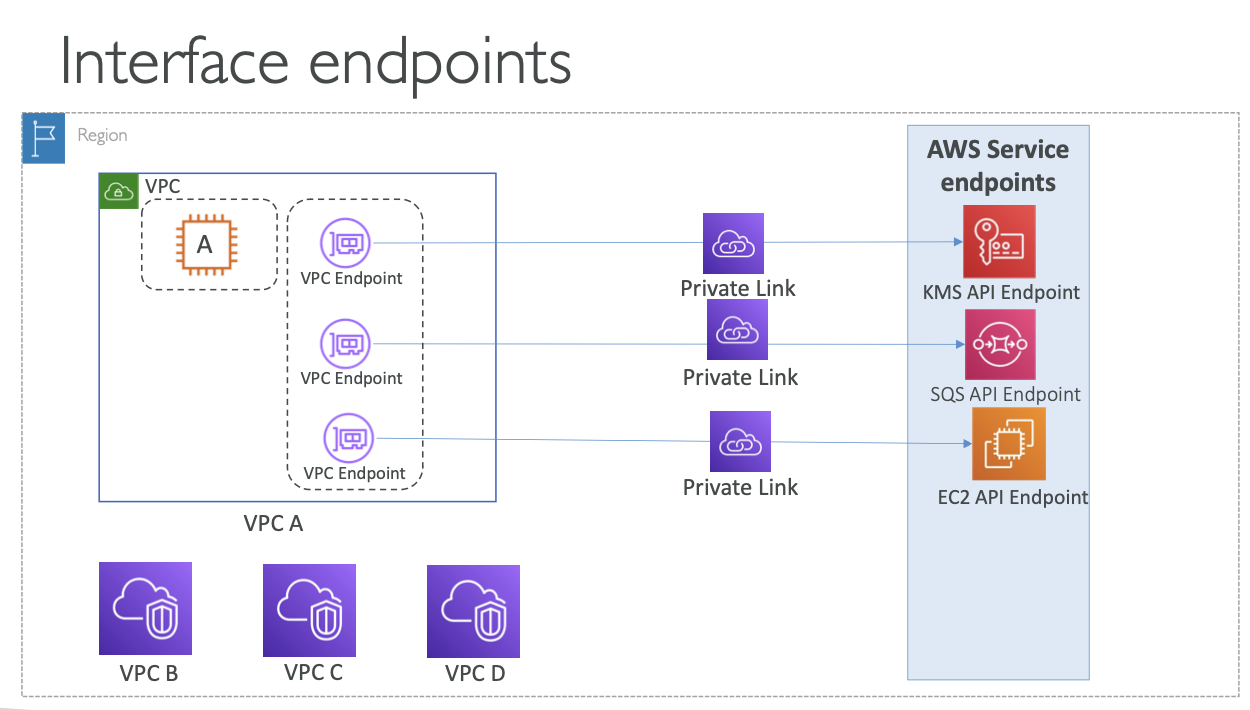 Interface endpoints
Region
AWS Service
endpoints
VPC
A
VPC Endpoint
Private Link
KMS API Endpoint
VPC Endpoint
Private Link
SQS API Endpoint
VPC Endpoint
Private Link
EC2 API Endpoint
VPC A
VPC B
VPC C
VPC D